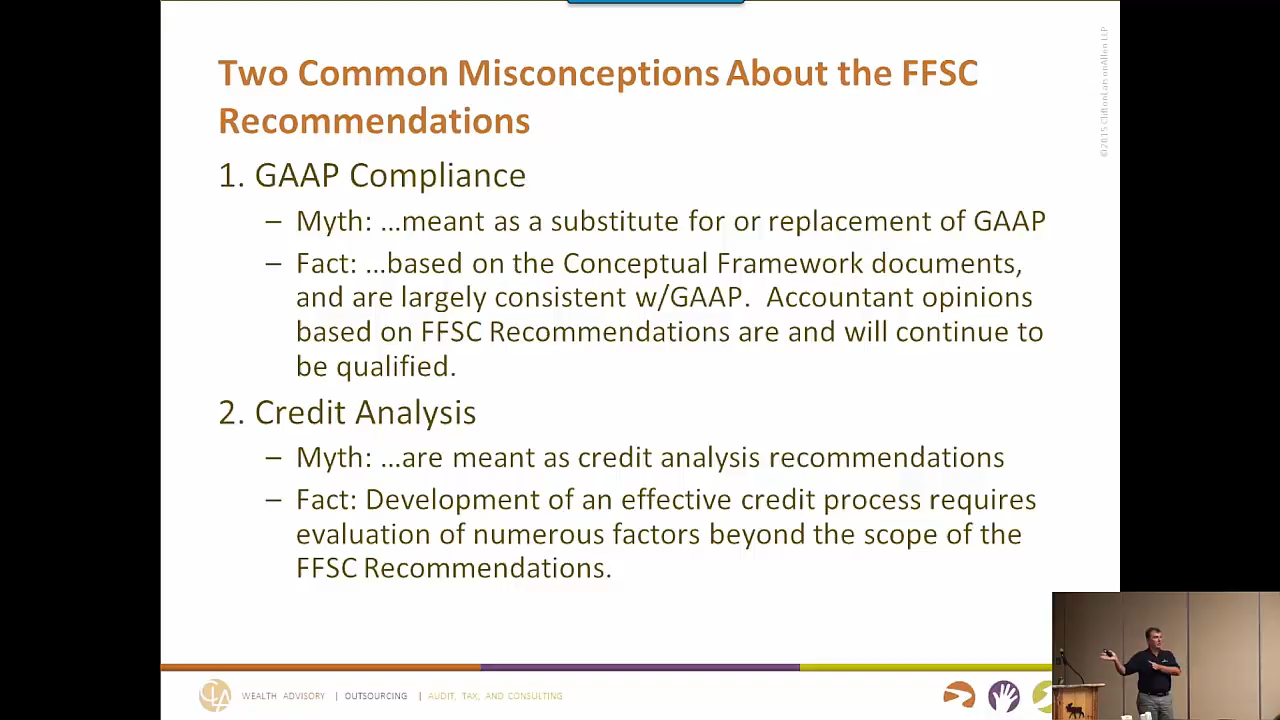 Two Common Misconceptions About the FFSC
Recommendations
1. GAAP Compliance
– Myth: …meant as a substitute for or replacement of GAAP
– Fact: …based on the Conceptual Framework documents,
and are largely consistent w/GAAP.  Accountant opinions
based on FFSC Recommendations are and will continue to
be qualified.
2. Credit Analysis
– Myth: …are meant as credit analysis recommendations
– Fact: Development of an effective credit process requires
evaluation of numerous factors beyond the scope of the
FFSC Recommendations.
©2015 CliftonLarsonAllen LLP
CLA
WEALTH ADVISORY | OUTSOURCING | AUDIT, TAX, AND CONSULTING